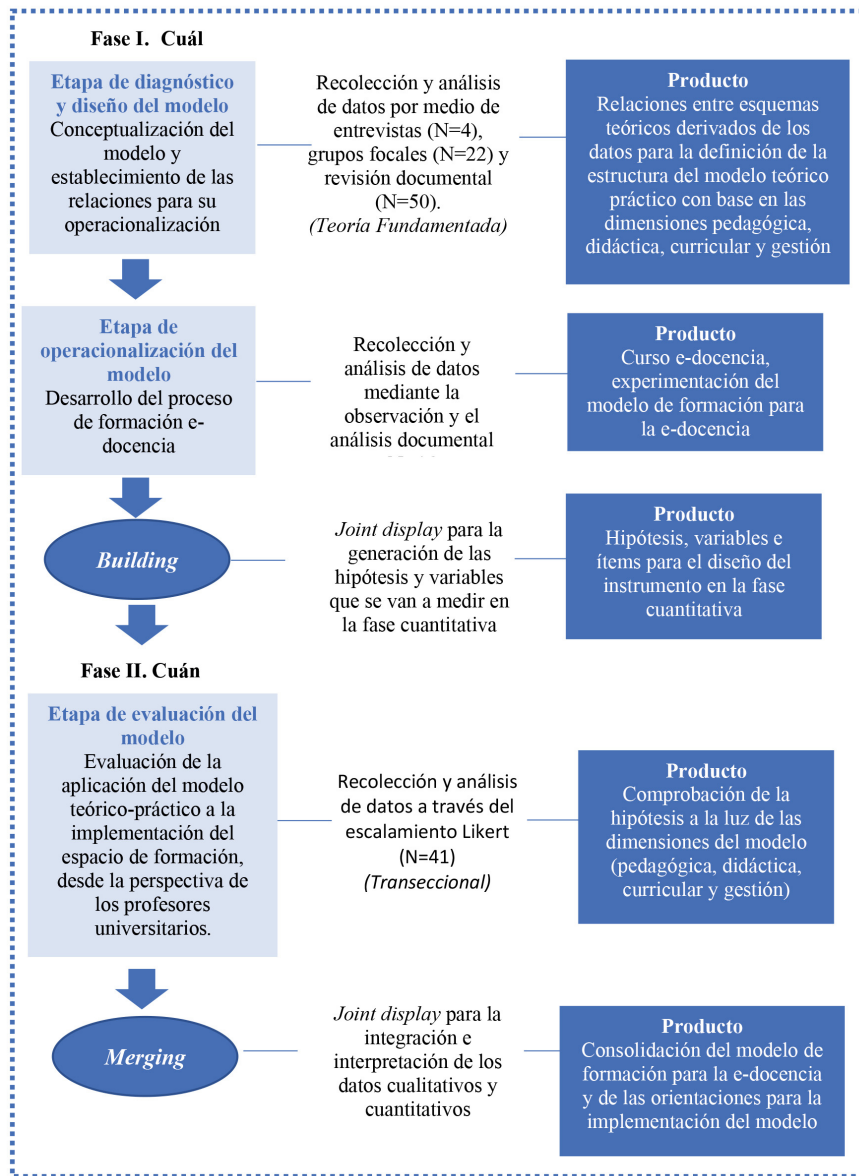 Fase I. Cuál
Etapa de diagnóstico
y diseño del modelo
Conceptualización del
modelo y
establecimiento de las
relaciones para su
operacionalización
Recolección y análisis
de datos por medio de
entrevistas (N=4),
grupos focales (N=22) y
revisión documental
(N=50).
(Teoría Fundamentada)
Producto
Relaciones entre esquemas
teóricos derivados de los
datos para la definición de la
estructura del modelo teórico
práctico con base en las
dimensiones pedagógica,
didáctica, curricular y gestión
Etapa de
operacionalización del
modelo
Desarrollo del proceso
de formación e-
docencia
Recolección y
análisis de datos
mediante la
observación y el
análisis documental
Producto
Curso e-docencia,
experimentación del
modelo de formación para
la e-docencia
Building
Joint display para la
generación de las
hipótesis y variables
que se van a medir en
la fase cuantitativa
Producto
Hipótesis, variables e
ítems para el diseño del
instrumento en la fase
cuantitativa
Fase II. Cuán
Etapa de evaluación del
modelo
Evaluación de la
aplicación del modelo
teórico-práctico a la
implementación del
espacio de formación,
desde la perspectiva de
los profesores
universitarios.
Recolección y análisis
de datos a través del
escalamiento Likert
(N=41)
(Transeccional)
Producto
Comprobación de la
hipótesis a la luz de las
dimensiones del modelo
(pedagógica, didáctica,
curricular y gestión)
Merging
Joint display para la
integración e
interpretación de los
datos cualitativos y
cuantitativos
Producto
Consolidación del modelo de
formación para la e-docencia
y de las orientaciones para la
implementación del modelo